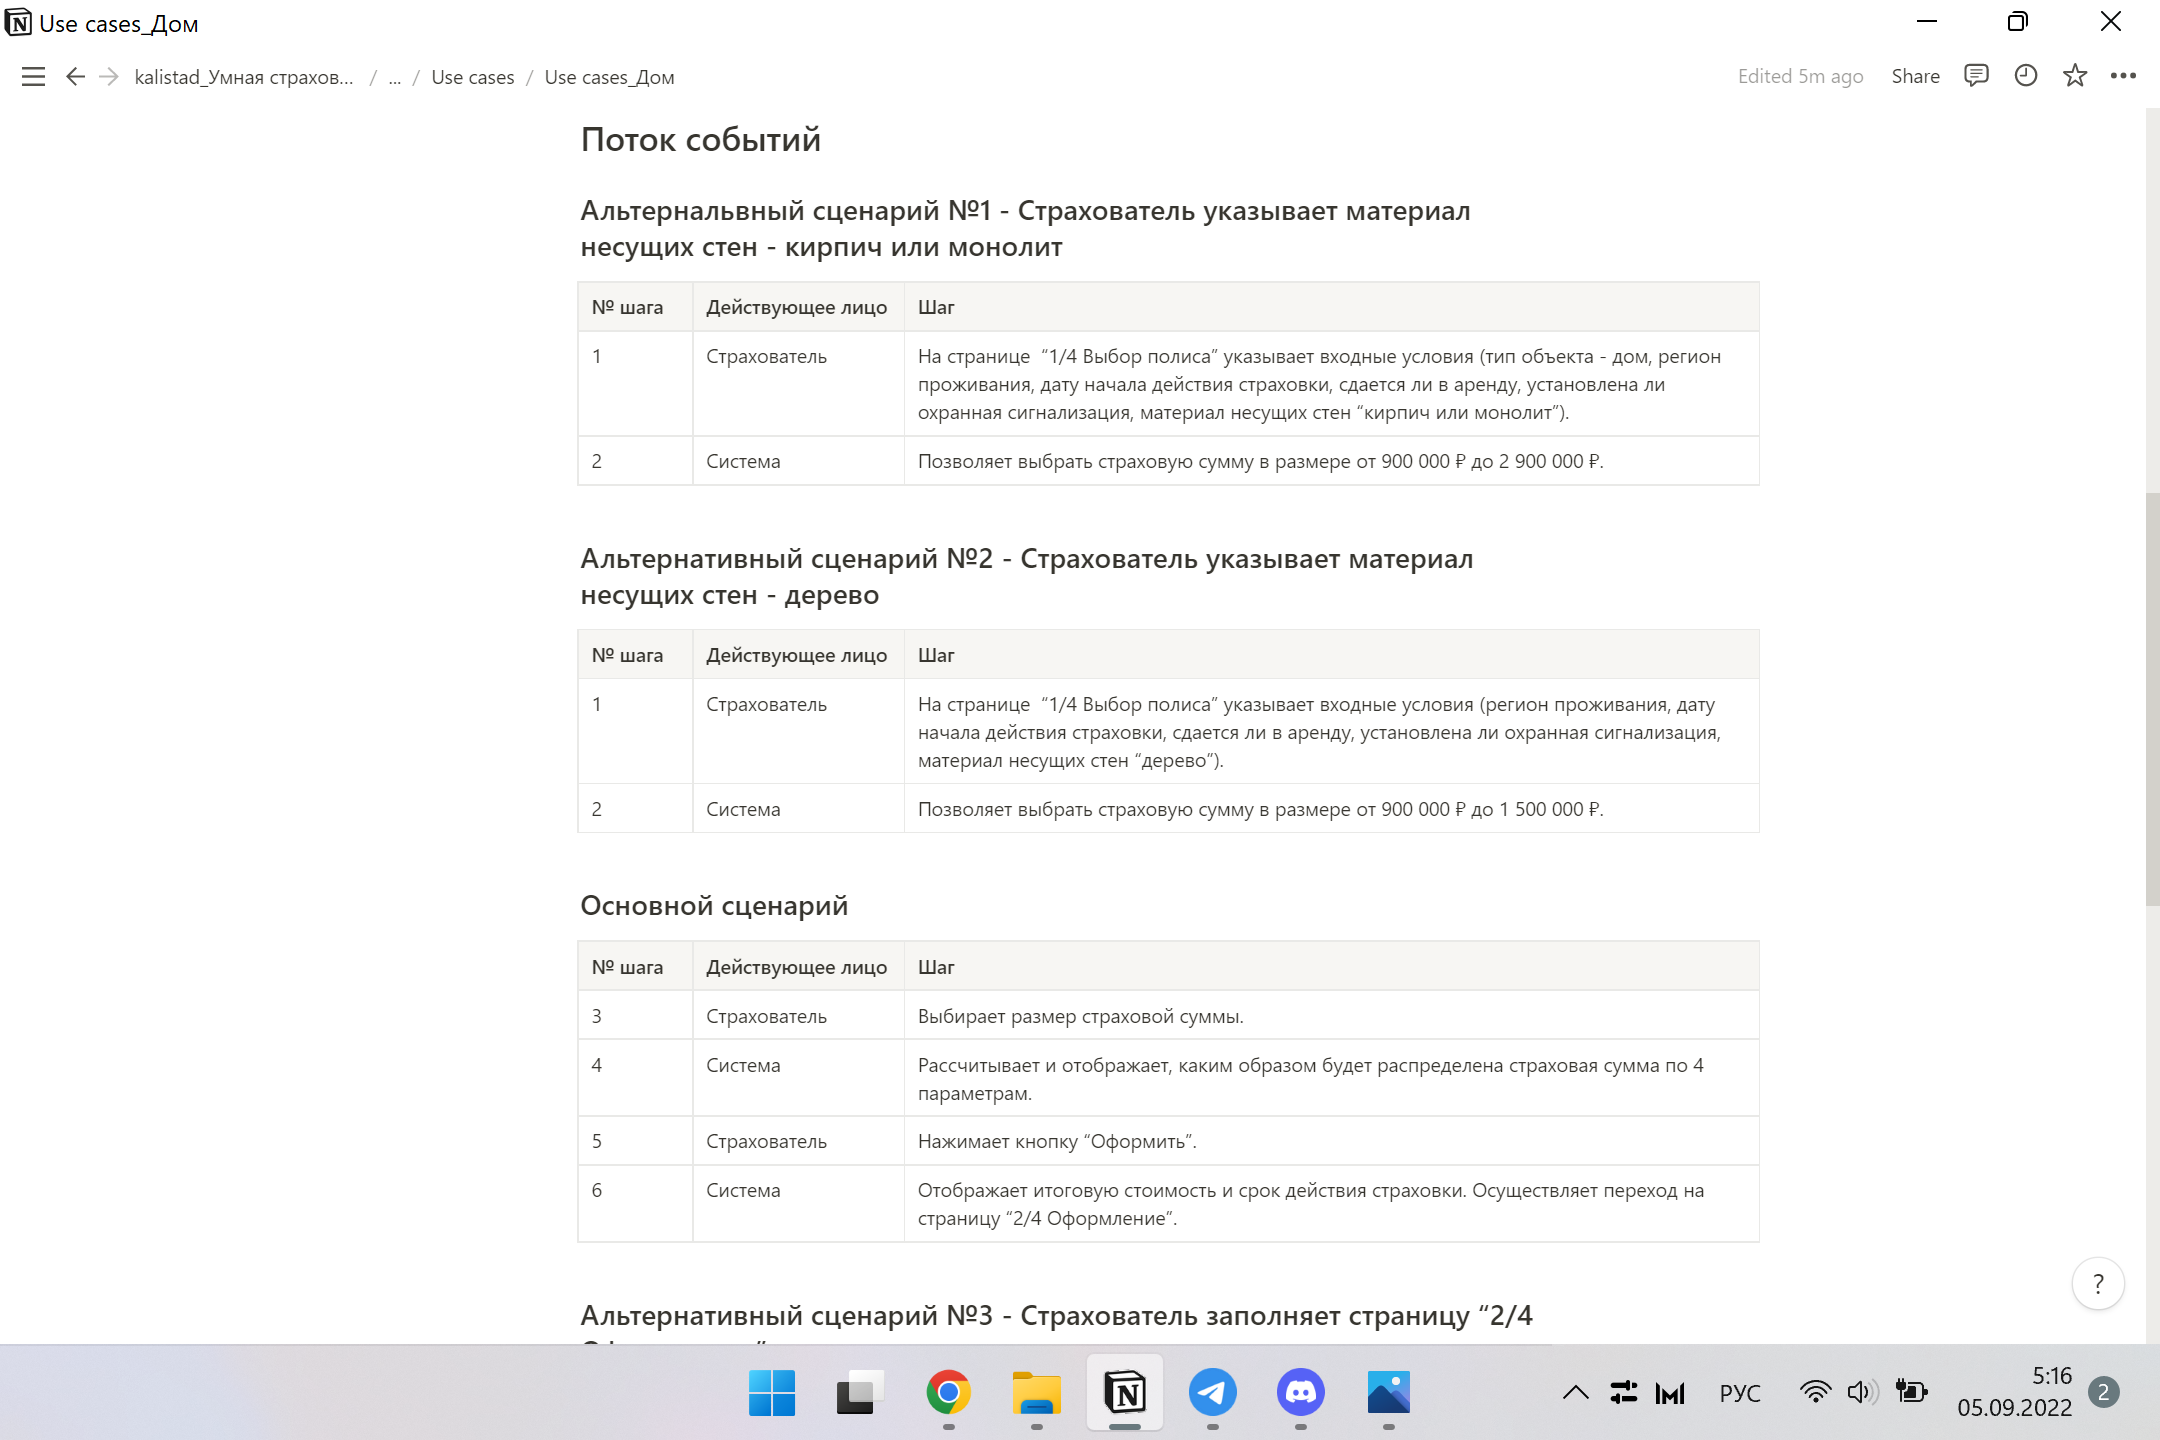 Use cases_Дом
kalistad_Умная страхов... / ... / Use cases / Use cases_Дом
Edited 5m ago Share
Поток событий
Альтернальвный сценарий №1 - Страхователь указывает материал
несущих стен - кирпич или монолит
№ шага Действующее лицо Шаг
1 Страхователь На странице “1/4 Выбор полиса” указывает входные условия (тип объекта - дом, регион
проживания, дату начала действия страховки, сдается ли в аренду, установлена ли
охранная сигнализация, материал несущих стен “кирпич или монолит”).
2 Система Позволяет выбрать страховую сумму в размере от 900 000 ₽ до 2 900 000 ₽.
Альтернативный сценарий №2 - Страхователь указывает материал
несущих стен - дерево
№ шага Действующее лицо Шаг
1 Страхователь На странице “1/4 Выбор полиса” указывает входные условия (регион проживания, дату
начала действия страховки, сдается ли в аренду, установлена ли охранная сигнализация,
материал несущих стен “дерево”).
2 Система Позволяет выбрать страховую сумму в размере от 900 000 ₽ до 1 500 000 ₽.
Основной сценарий
№ шага Действующее лицо Шаг
3 Страхователь Выбирает размер страховой суммы.
4 Система Рассчитывает и отображает, каким образом будет распределена страховая сумма по 4
параметрам.
5 Страхователь Нажимает кнопку “Оформить”.
6 Система Отображает итоговую стоимость и срок действия страховки. Осуществляет переход на
страницу “2/4 Оформление”.
?
Альтернативный сценарий №3 - Страхователь заполняет страницу “2/4
РУС
5:16
05.09.2022
2